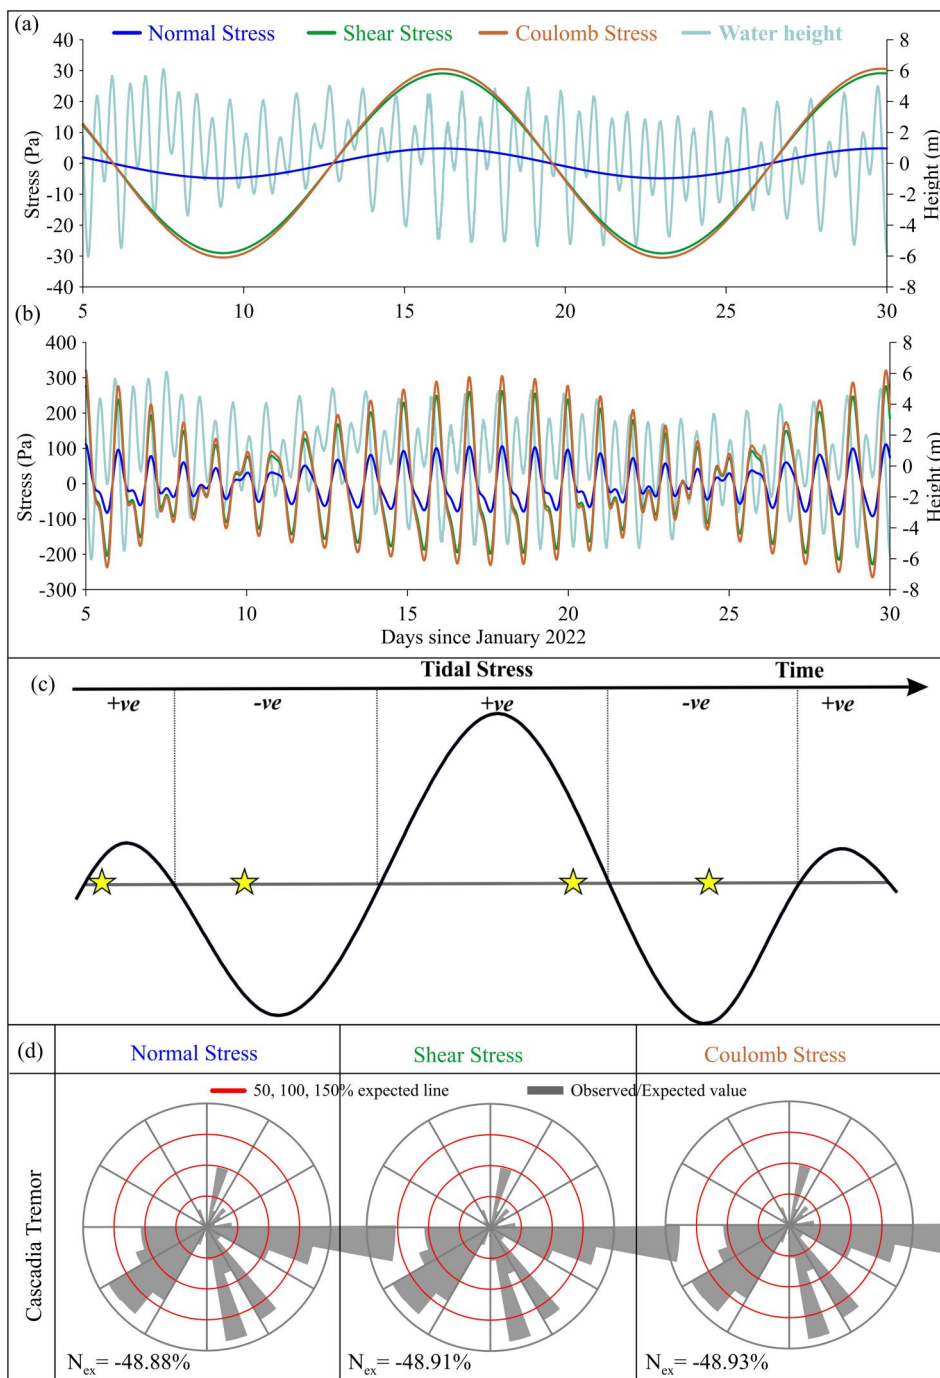 (a)
Normal Stress Shear Stress Coulomb Stress Water height
40 8
30 6
20 4
10 2
0 0
-10 -2
-20 -4
-30 -6
-40 -8
Stress (Pa)
Height (m)
5 10 15 20 25 30
(b)
400 8
300 6
200 4
100 2
0 0
-100 -2
-200 -4
-300 -6
-8
Stress (Pa)
Height (m)
5 10 15 20 25 30
Days since January 2022
(c)
Tidal Stress Time
+ve -ve +ve -ve +ve
(d)
Normal Stress Shear Stress Coulomb Stress
50, 100, 150% expected line Observed/Expected value
Cascadia Tremor
Nex= -48.88% Nex= -48.91% Nex= -48.93%